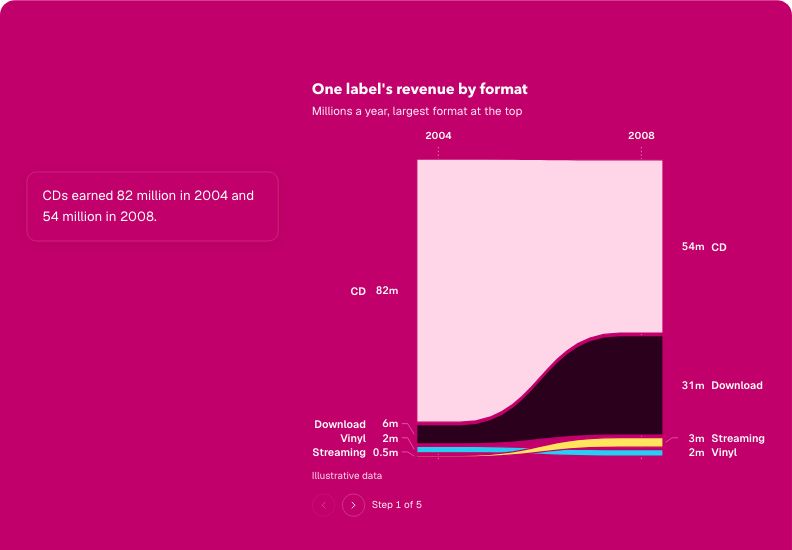 One label's revenue by format
Millions a year, largest format at the top
2004 2008
CDs earned 82 million in 2004 and
54 million in 2008.
54m CD
CD 82m
31m Download
Download 6m
Vinyl 2m
3m Streaming
Streaming 0.5m
2m Vinyl
Illustrative data
Step 1 of 5